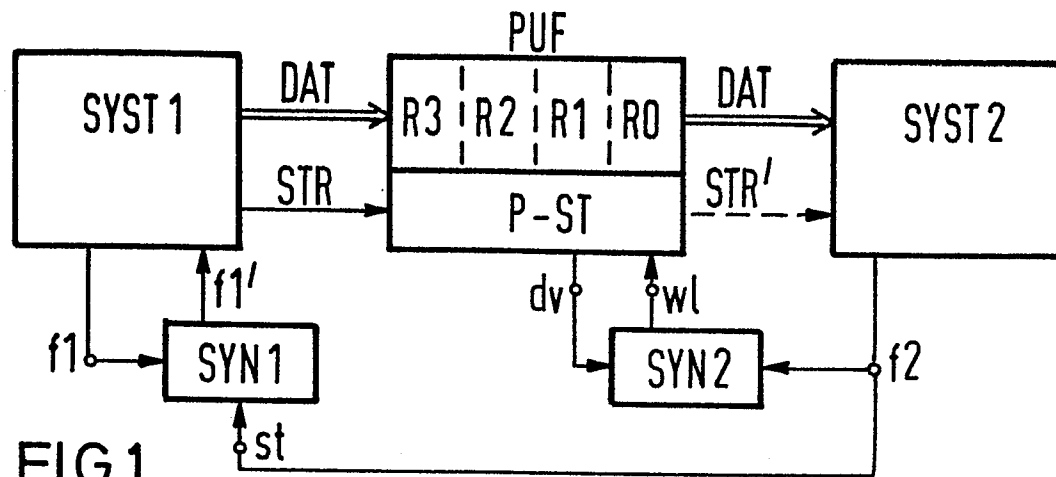 PUF
SYST 1
DAT
R3 R2 R1 R0
DAT
SYST 2
STR
P-ST
STR'
f1'
dv
wl
f1
SYN 1
SYN 2
f2
st
FIG 1